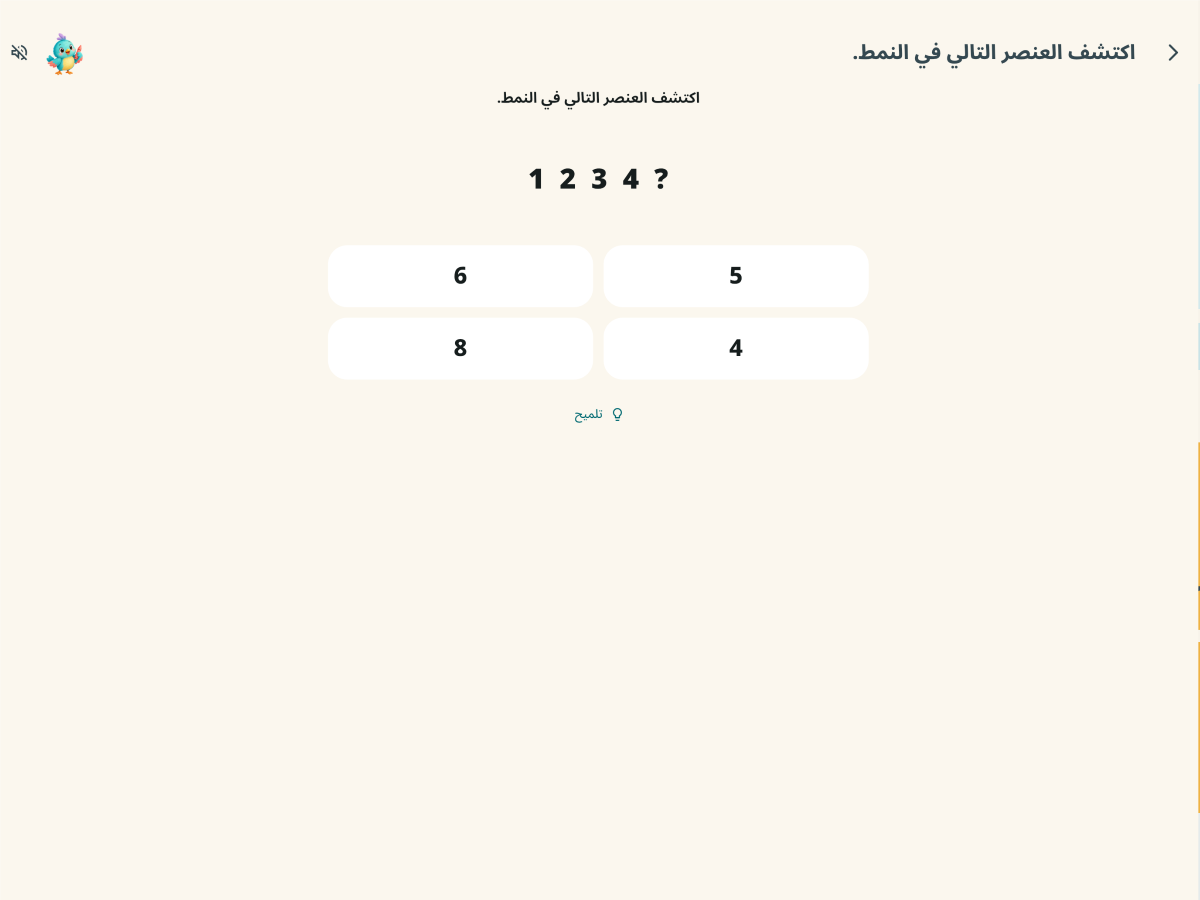 اكتشف العنصر التالي في النمط.
اكتشف العنصر التالي في النمط.
1 2 3 4 ?
5
6
4
8
تلميح